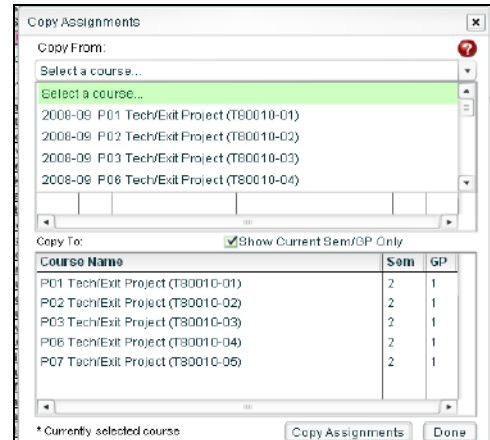 Copy Assignments
Copy From:
Select a course...
Select a course...
2008-09 P01 Tech/Exit Project (T80010-01)
2008-09 P02 Tech/Exit Project (T80010-02)
2008-09 P03 Tech/Exit Project (T80010-03)
2008-09 P06 Tech/Exit Project (T80010-04)
Copy To: Show Current Sem/GP Only
Course Name Sem GP
P01 Tech/Exit Project (T80010-01) 2 1
P02 Tech/Exit Project (T80010-02) 2 1
P03 Tech/Exit Project (T80010-03) 2 1
P06 Tech/Exit Project (T80010-04) 2 1
P07 Tech/Exit Project (T80010-05) 2 1
* Currently selected course Copy Assignments Done